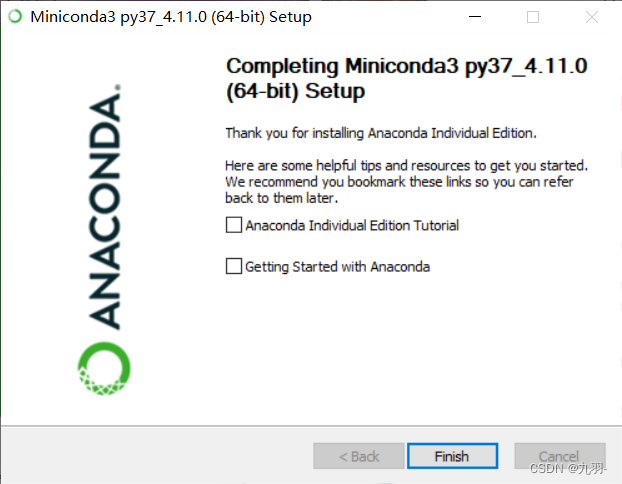 Miniconda3 py37_4.11.0 (64-bit) Setup
ANACONDA.
Completing Miniconda3 py37_4.11.0
(64-bit) Setup
Thank you for installing Anaconda Individual Edition.
Here are some helpful tips and resources to get you started.
We recommend you bookmark these links so you can refer
back to them later.
Anaconda Individual Edition Tutorial
Getting Started with Anaconda
< Back
Finish
Cancel
CSDN @九羽-